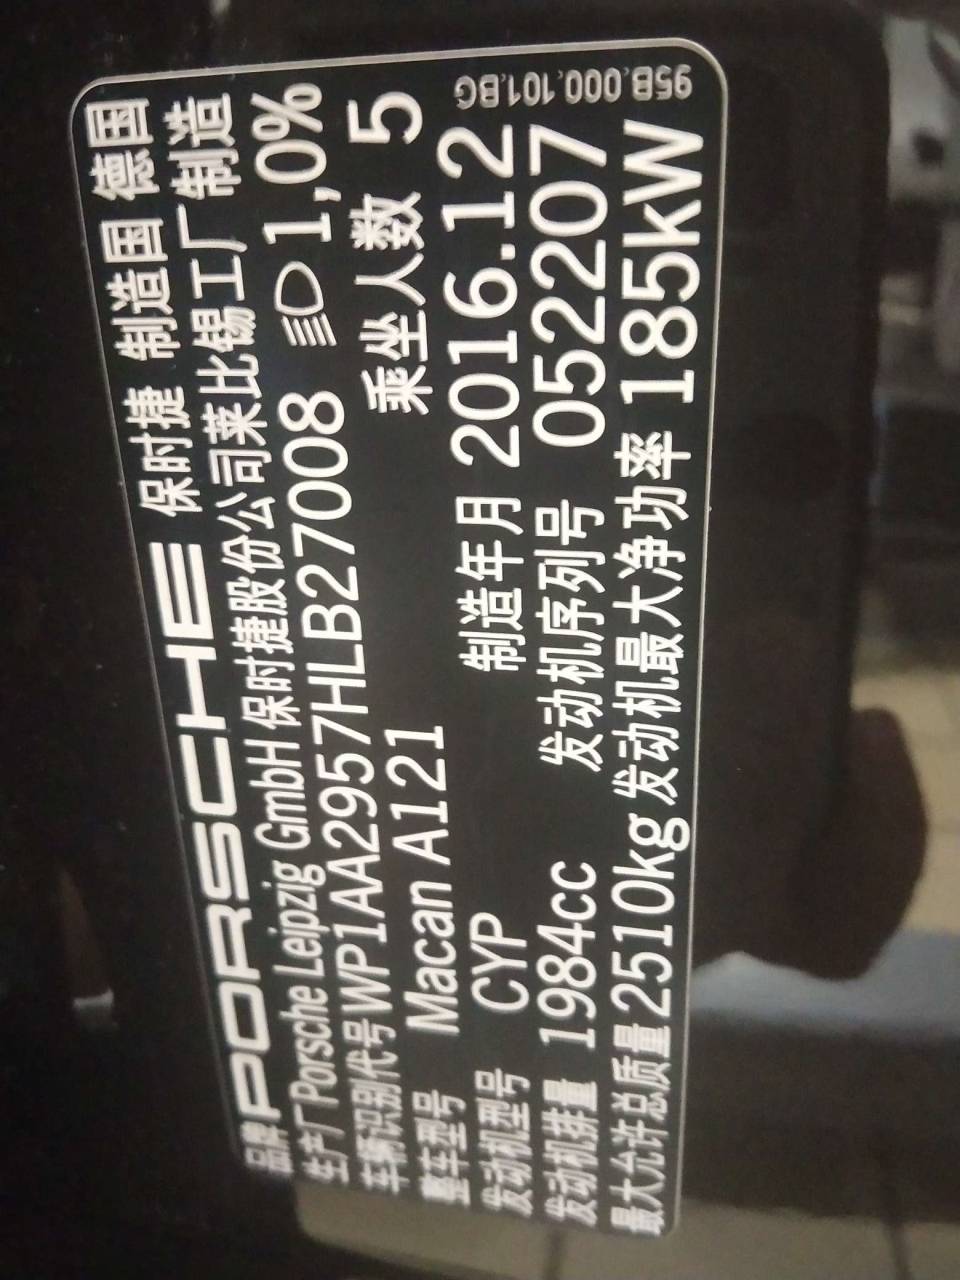 品牌 PORSCHE 保时捷 制造国 德国
生产厂 Porsche Leipzig GmbH 保时捷股份公司莱比锡工厂制造
车辆识别代号 WP1AA2957HLB27008 1,0%
整车型号 Macan A121 乘坐人数 5
发动机型号 CYP 制造年月 2016.12
发动机排量 1984cc 发动机序列号 052207
最大允许总质量 2510kg 发动机最大净功率 185kW
95B.000.101.BG